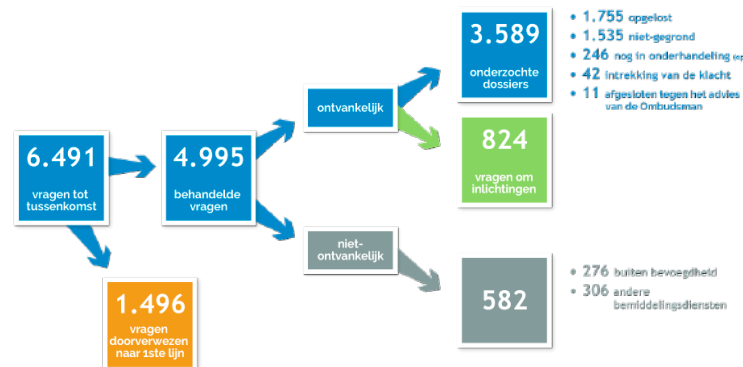 6.491
vragen tot
tussenkomst
1.496
vragen
doorverwezen
naar 1ste lijn
4.995
behandelde
vragen
ontvankelijk
niet-
ontvankelijk
3.589
onderzochte
dossiers
• 1.755 opgelost
• 1.535 niet-gegrond
• 246 nog in onderhandeling
• 42 intrekking van de klacht
• 11 afgesloten tegen het advies
van de Ombudsman
824
vragen om
inlichtingen
582
• 276 buiten bevoegdheid
• 306 andere
bemiddelingsdiensten